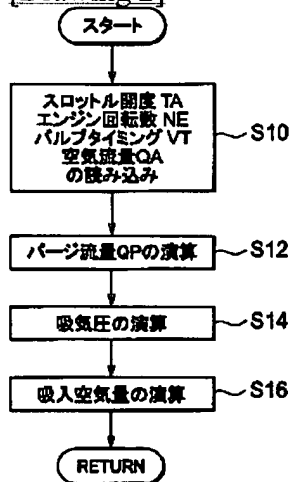 スタート
スロットル開度 TA
エンジン回転数 NE
バルブタイミング VT
空気流量QA
の読み込み
S10
パージ流量QPの演算
S12
吸気圧の演算
S14
吸入空気量の演算
S16
RETURN